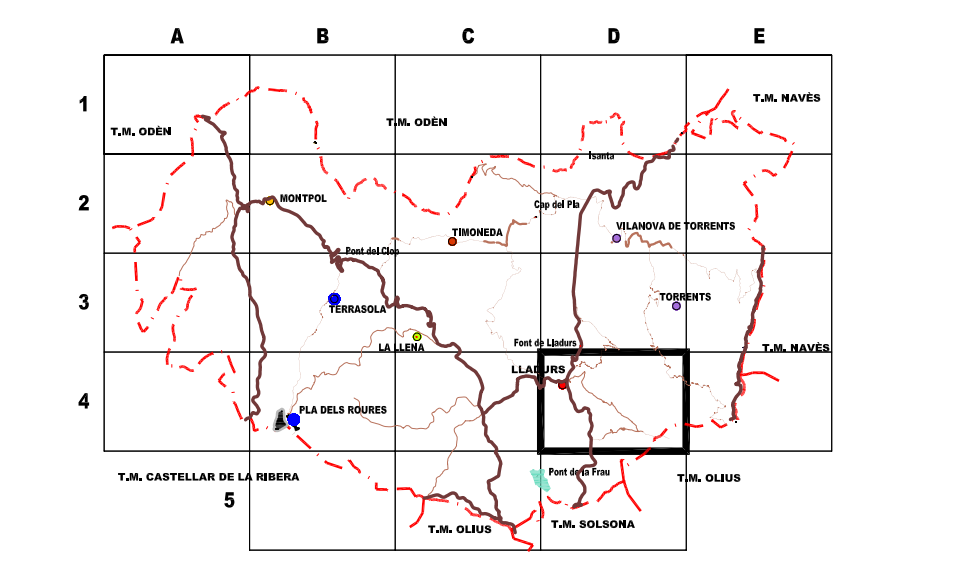 A B C D E
1
T.M. NAVÈS
T.M. ODÈN
T.M. ODÈN
Isanta
2
MONTPOL
Cap del Pla
VILANOVA DE TORRENTS
TIMONEDA
Pont del Clop
3
TORRENTS
TERRASOLA
Font de Lladurs
LA LLENA
T.M. NAVÈS
LLADURS
4
PLA DELS ROURES
T.M. CASTELLAR DE LA RIBERA
Pont de la Frau
T.M. OLIUS
5
T.M. OLIUS
T.M. SOLSONA